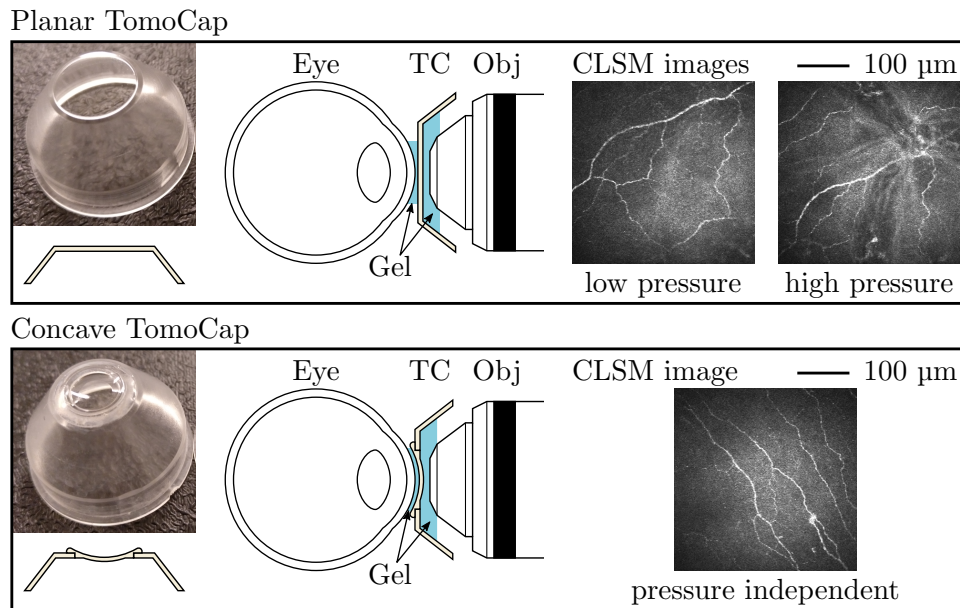 Planar TomoCap
Eye TC Obj CLSM images 100 µm
Gel
low pressure high pressure
Concave TomoCap
Eye TC Obj CLSM image 100 µm
Gel
pressure independent